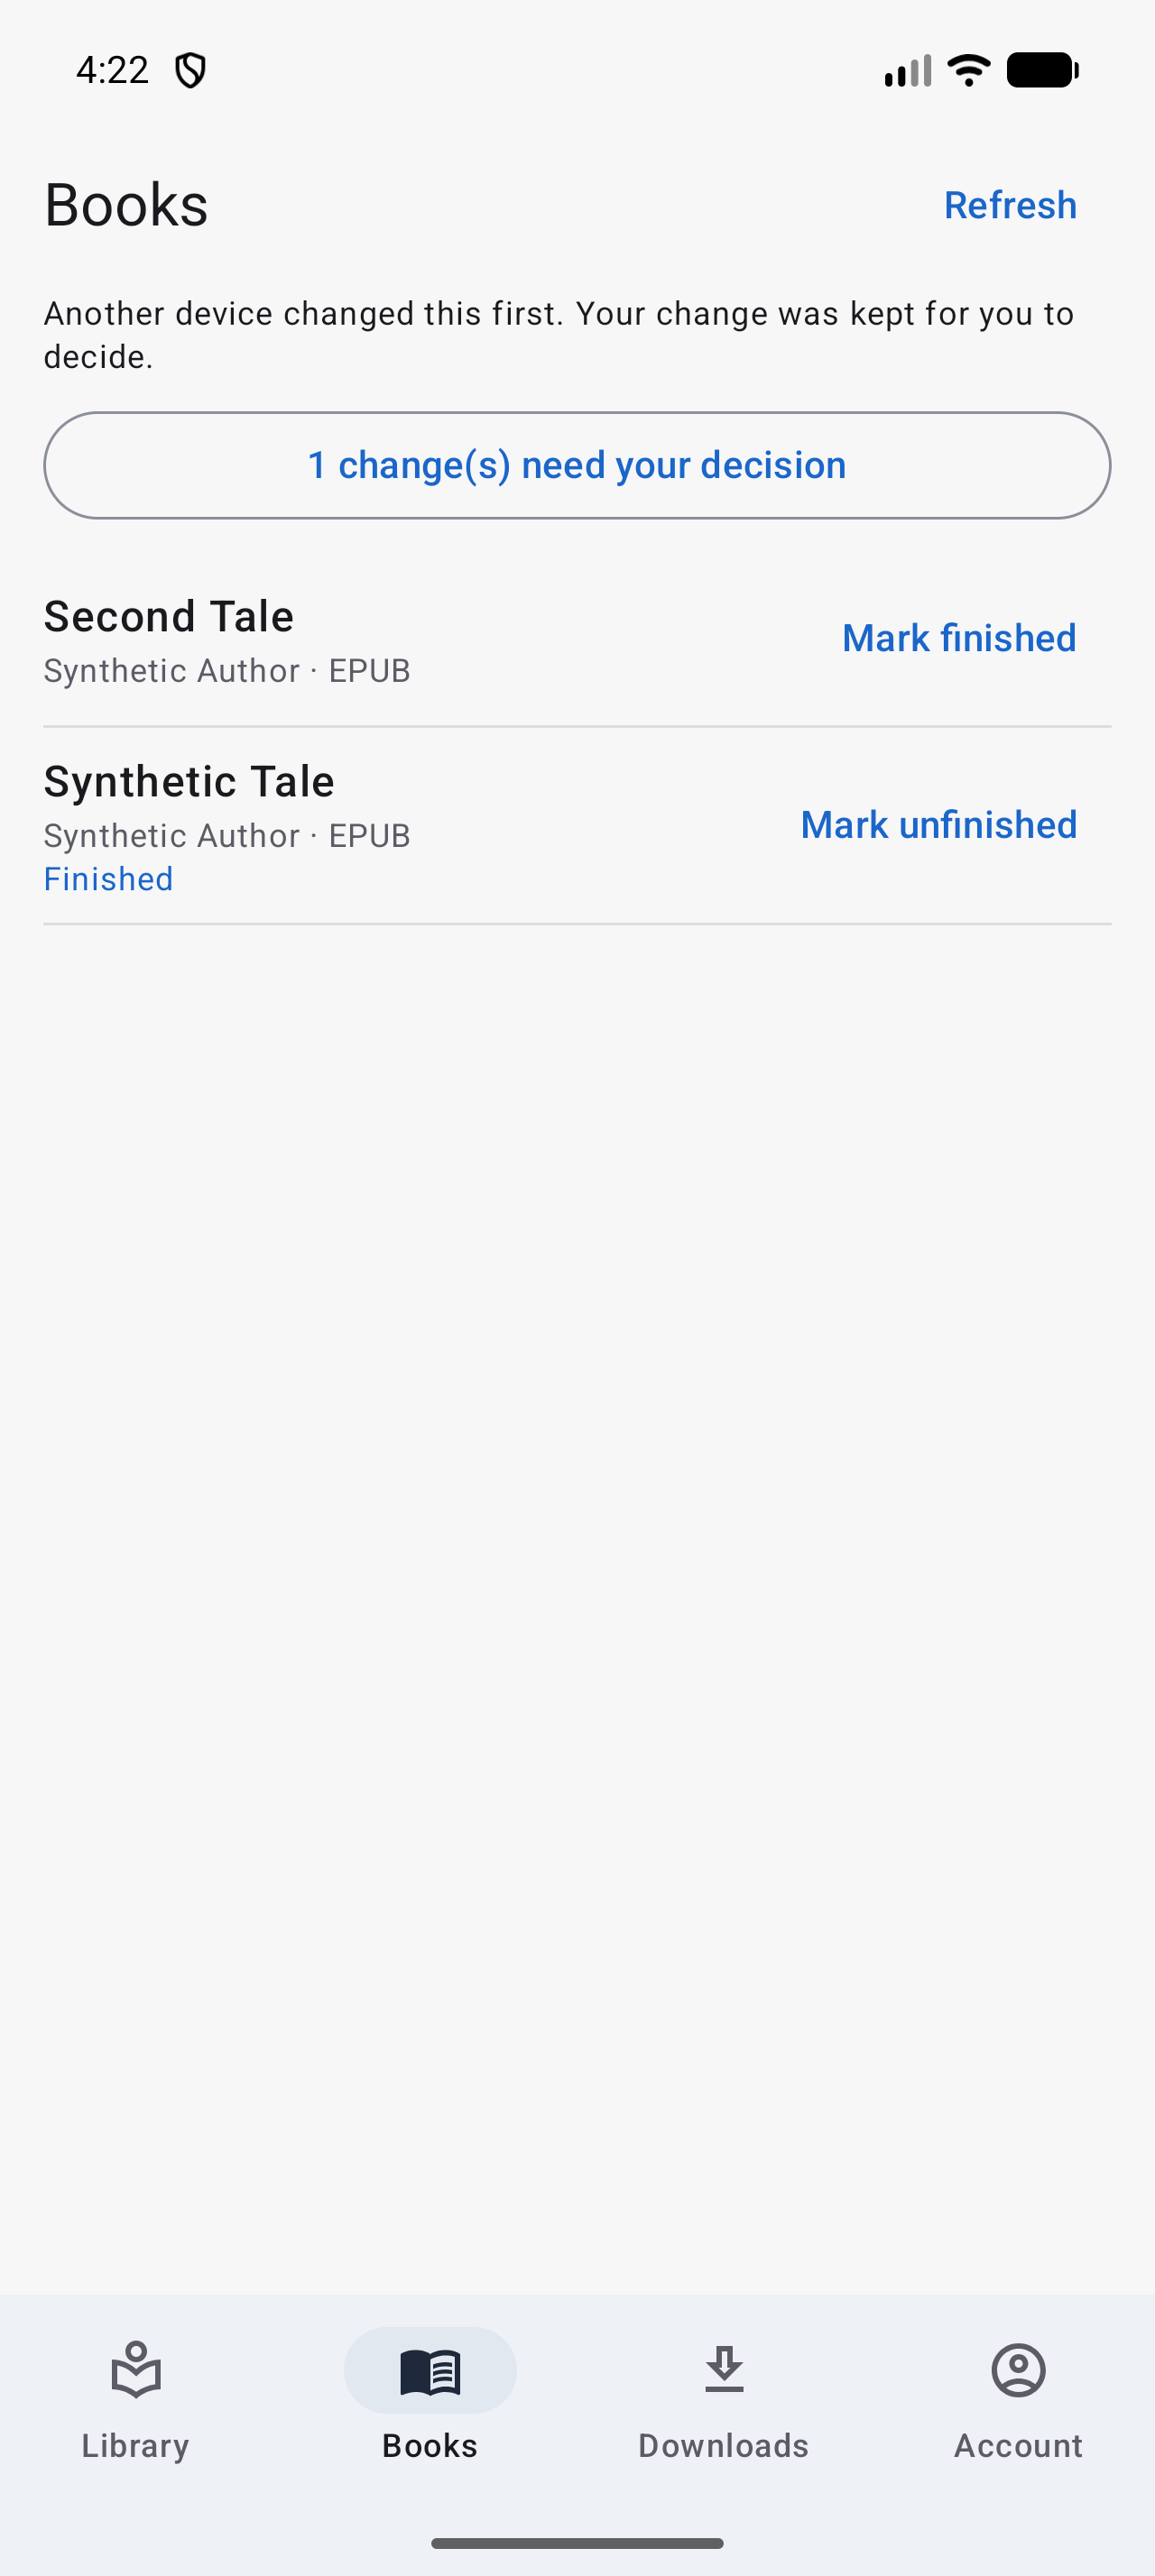 4:22
Books
Refresh
Another device changed this first. Your change was kept for you to
decide.
1 change(s) need your decision
Second Tale
Synthetic Author · EPUB
Mark finished
Synthetic Tale
Synthetic Author · EPUB
Finished
Mark unfinished
Library
Books
Downloads
Account